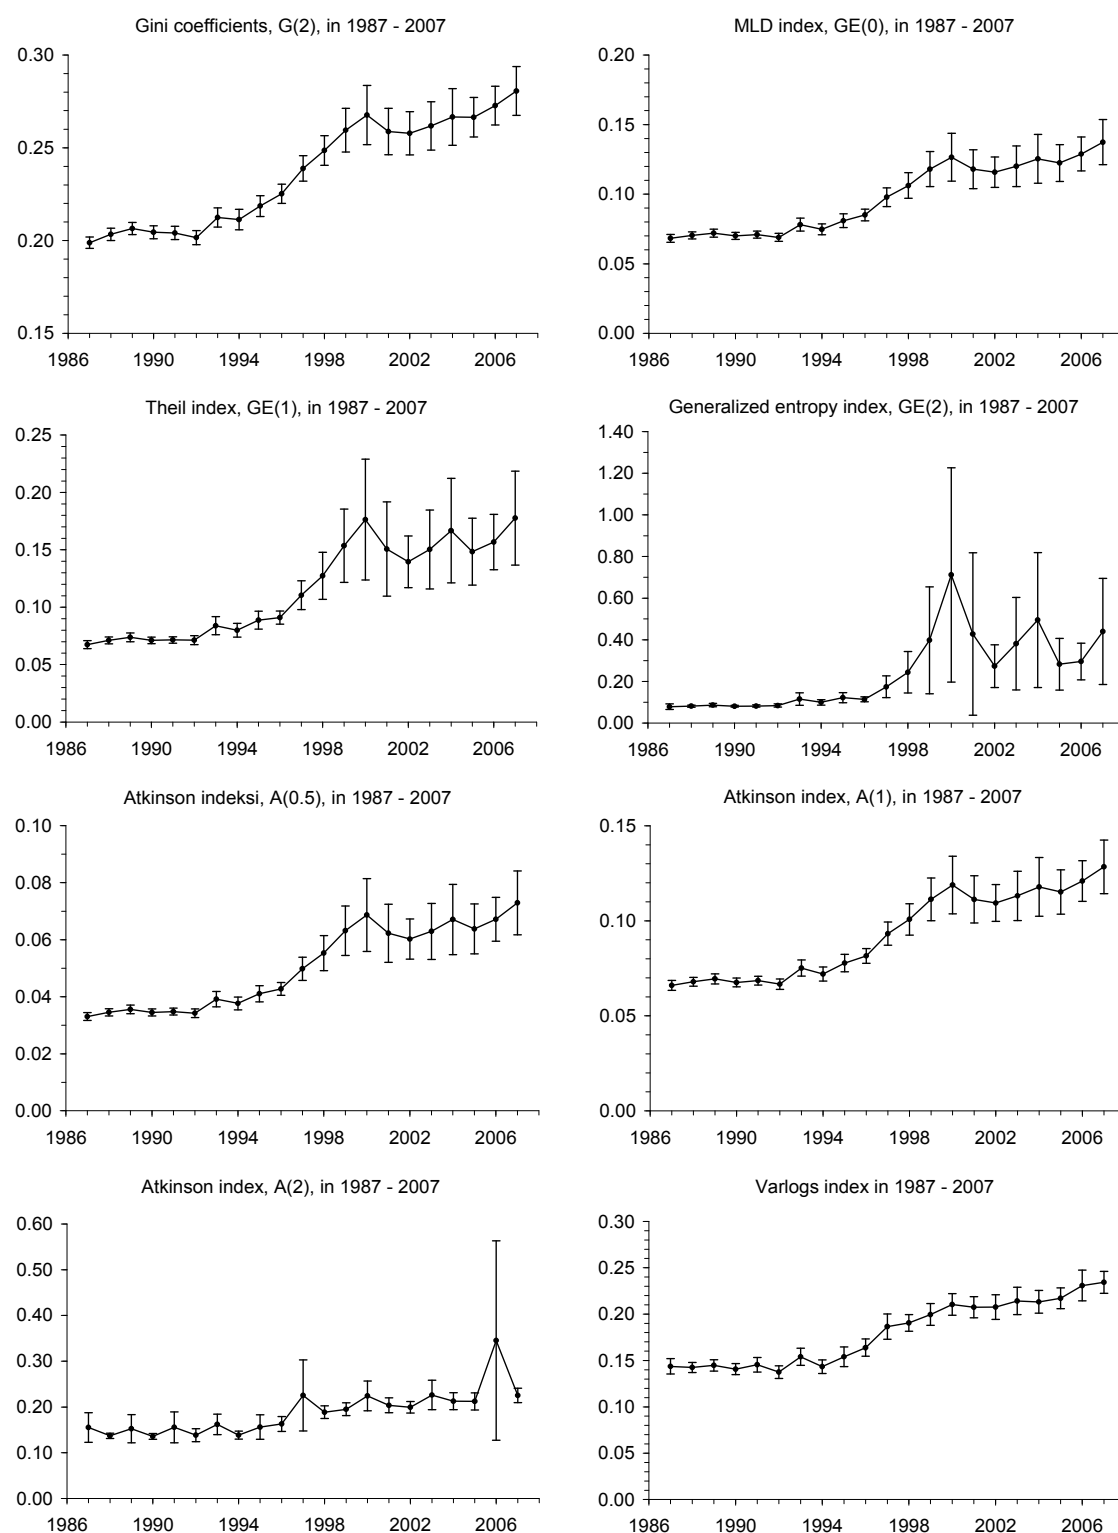 Gini coefficients, G(2), in 1987 - 2007
0.30
0.25
0.20
0.15
1986 1990 1994 1998 2002 2006
MLD index, GE(0), in 1987 - 2007
0.20
0.15
0.10
0.05
0.00
1986 1990 1994 1998 2002 2006
Theil index, GE(1), in 1987 - 2007
0.25
0.20
0.15
0.10
0.05
0.00
1986 1990 1994 1998 2002 2006
Generalized entropy index, GE(2), in 1987 - 2007
1.40
1.20
1.00
0.80
0.60
0.40
0.20
0.00
1986 1990 1994 1998 2002 2006
Atkinson indeksi, A(0.5), in 1987 - 2007
0.10
0.08
0.06
0.04
0.02
0.00
1986 1990 1994 1998 2002 2006
Atkinson index, A(1), in 1987 - 2007
0.15
0.10
0.05
0.00
1986 1990 1994 1998 2002 2006
Atkinson index, A(2), in 1987 - 2007
0.60
0.50
0.40
0.30
0.20
0.10
0.00
1986 1990 1994 1998 2002 2006
Varlogs index in 1987 - 2007
0.30
0.25
0.20
0.15
0.10
0.05
0.00
1986 1990 1994 1998 2002 2006